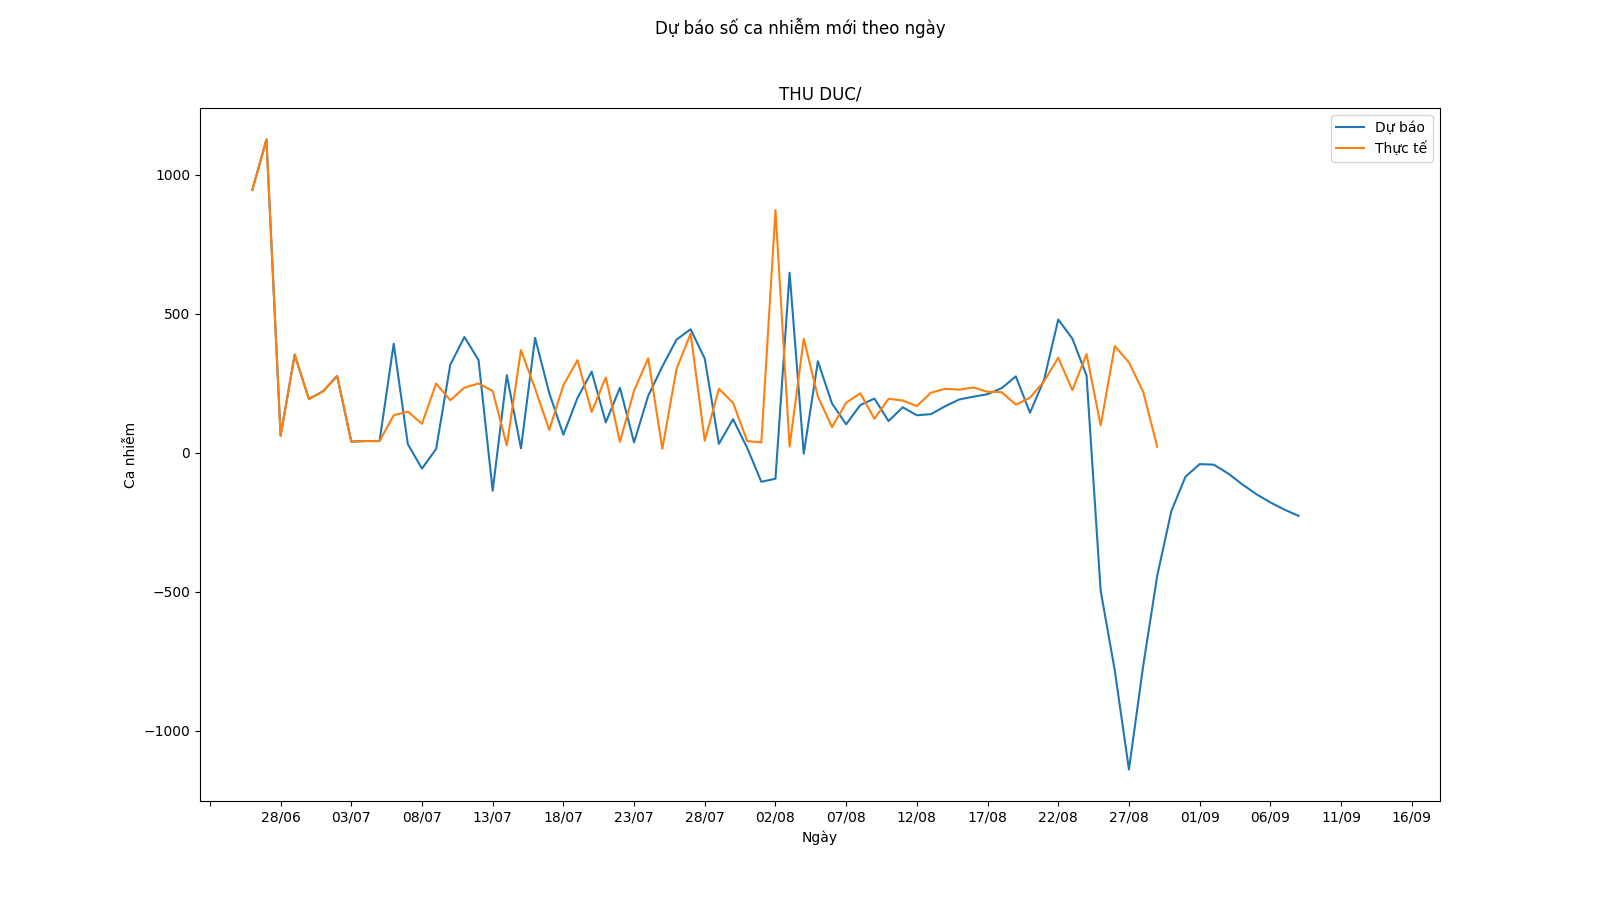 Dự báo số ca nhiễm mới theo ngày
THU DUC/
Dự báo
Thực tế
1000
500
0
−500
−1000
Ca nhiễm
28/06 03/07 08/07 13/07 18/07 23/07 28/07 02/08 07/08 12/08 17/08 22/08 27/08 01/09 06/09 11/09 16/09
Ngày